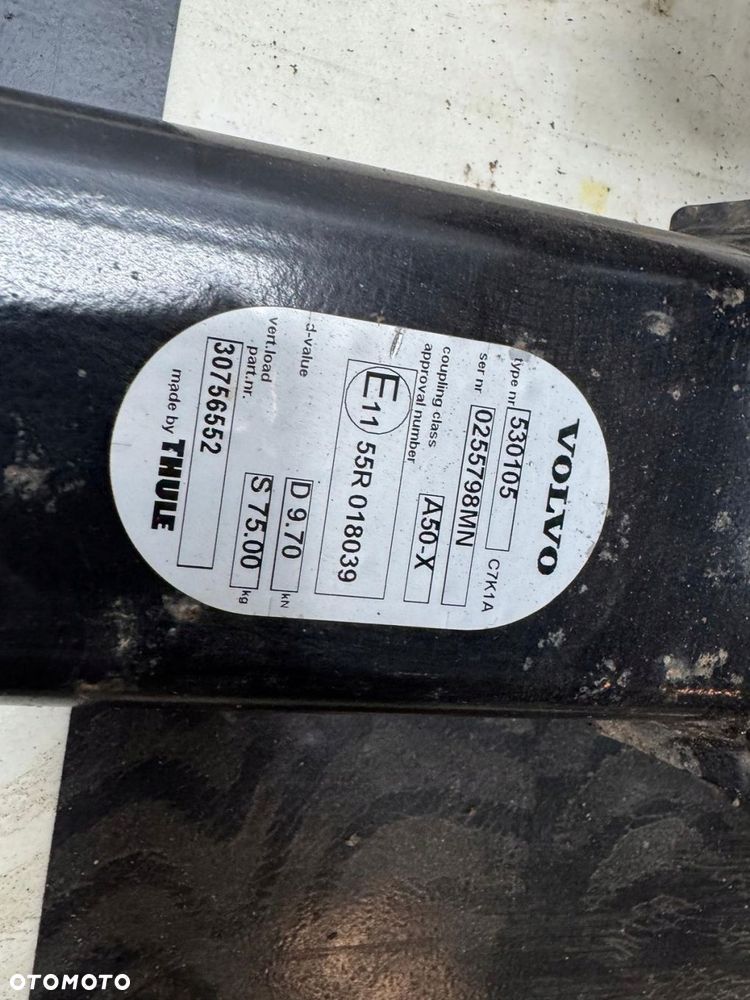 VOLVO
type nr 530105 C7K1A
ser nr 0255798MN
coupling class A50-X
approval number
E11 55R 018039
d-value D 9.70 kN
vert.load S 75.00 kg
part.nr. 30756552
made by THULE
OTOMOTO